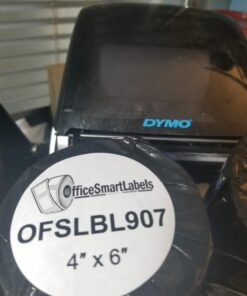 DYMO
OfficeSmartLabels
OFSLBL907
4" x 6"